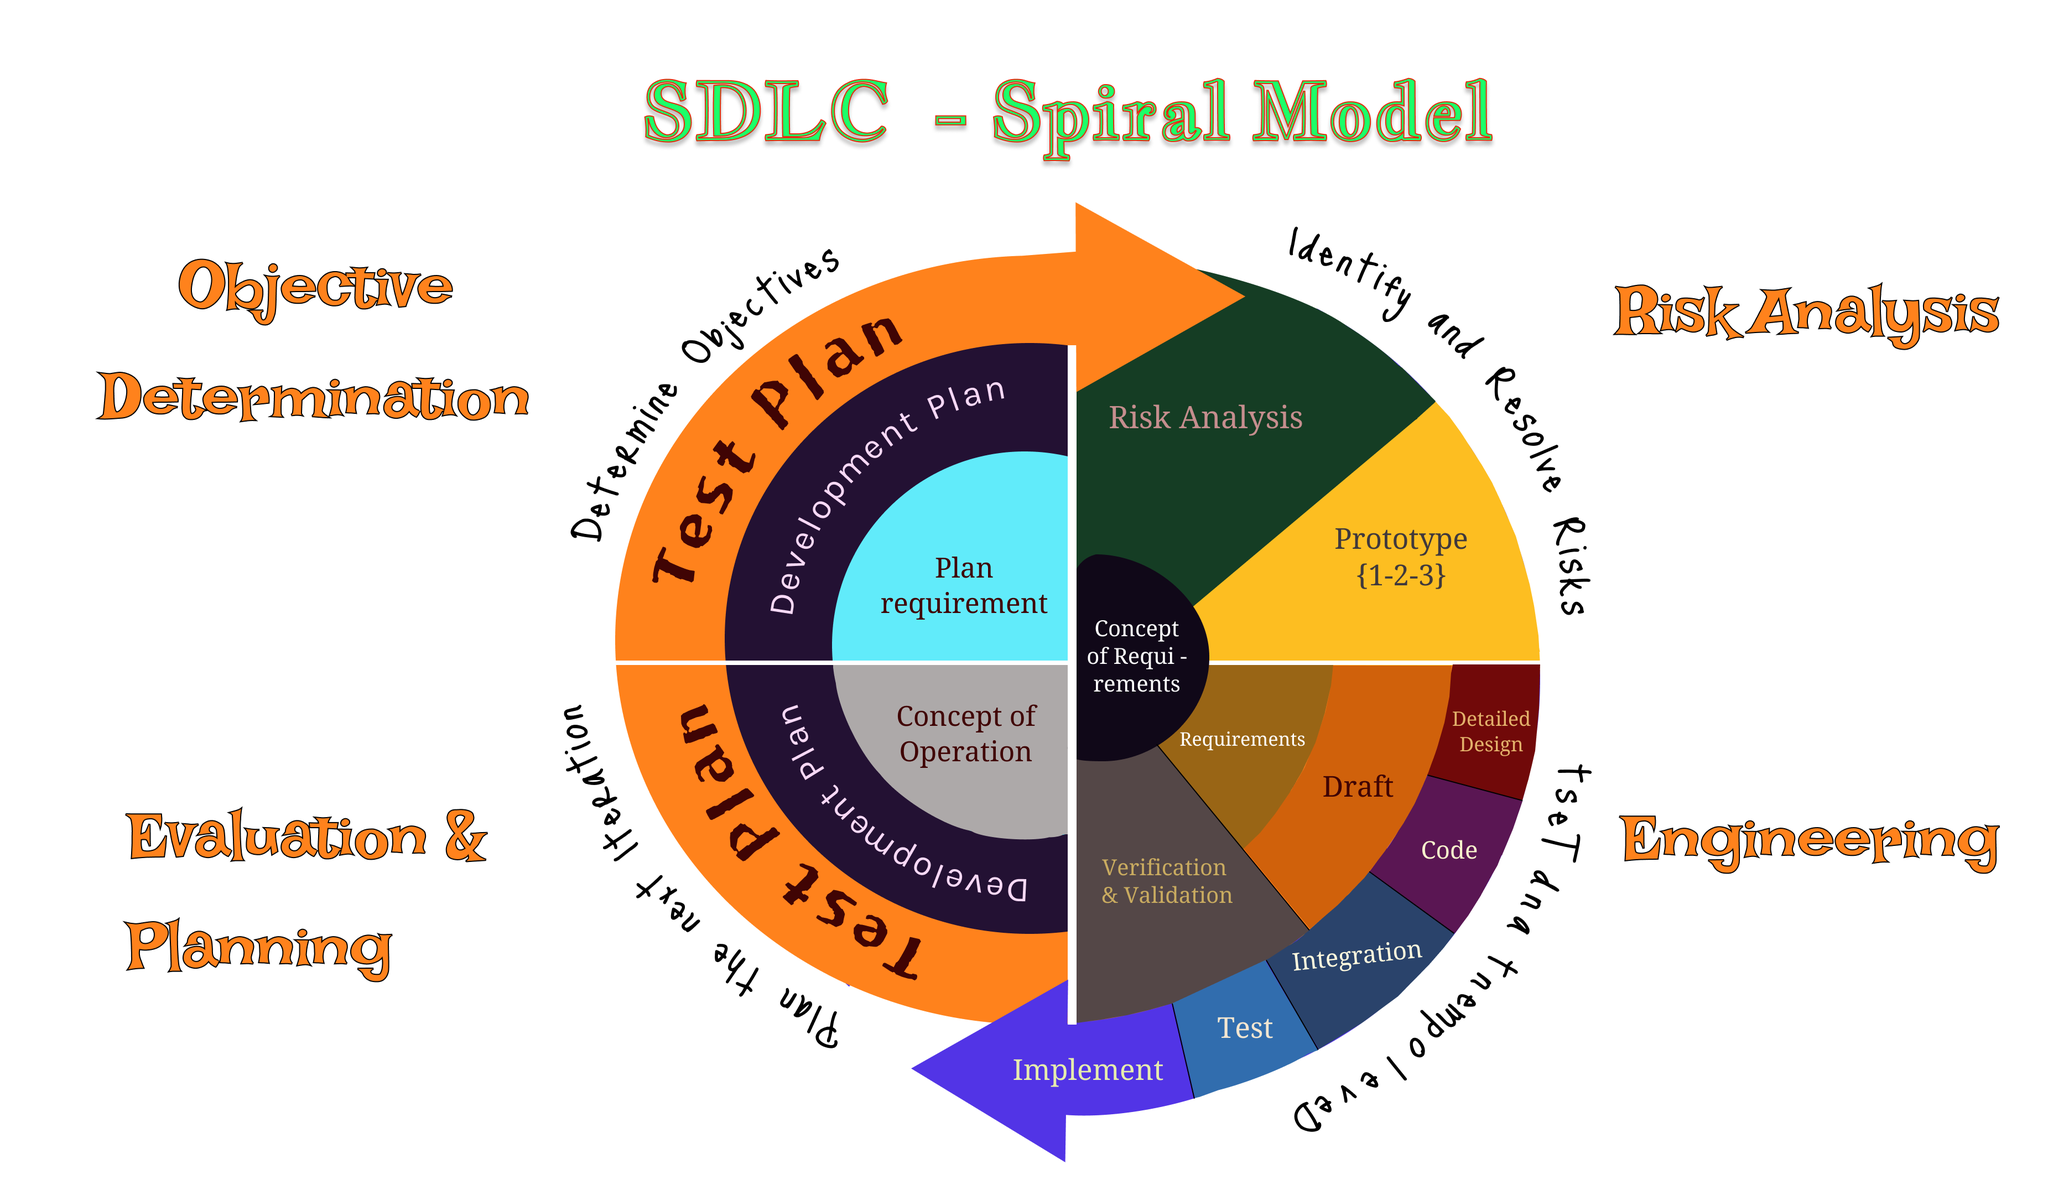 SDLC - Spiral Model
Objective
Determination
Determine Objectives
Test Plan
Development Plan
Plan
requirement
Identify and Resolve Risks
Risk Analysis
Risk Analysis
Prototype
{1-2-3}
Concept
of Requi -
rements
Concept of
Operation
Development Plan
Test Plan
Plan the next Iteration
Evaluation &
Planning
Requirements
Draft
Detailed
Design
Code
Integration
Test
Implement
Verification
& Validation
Development and Test
Engineering